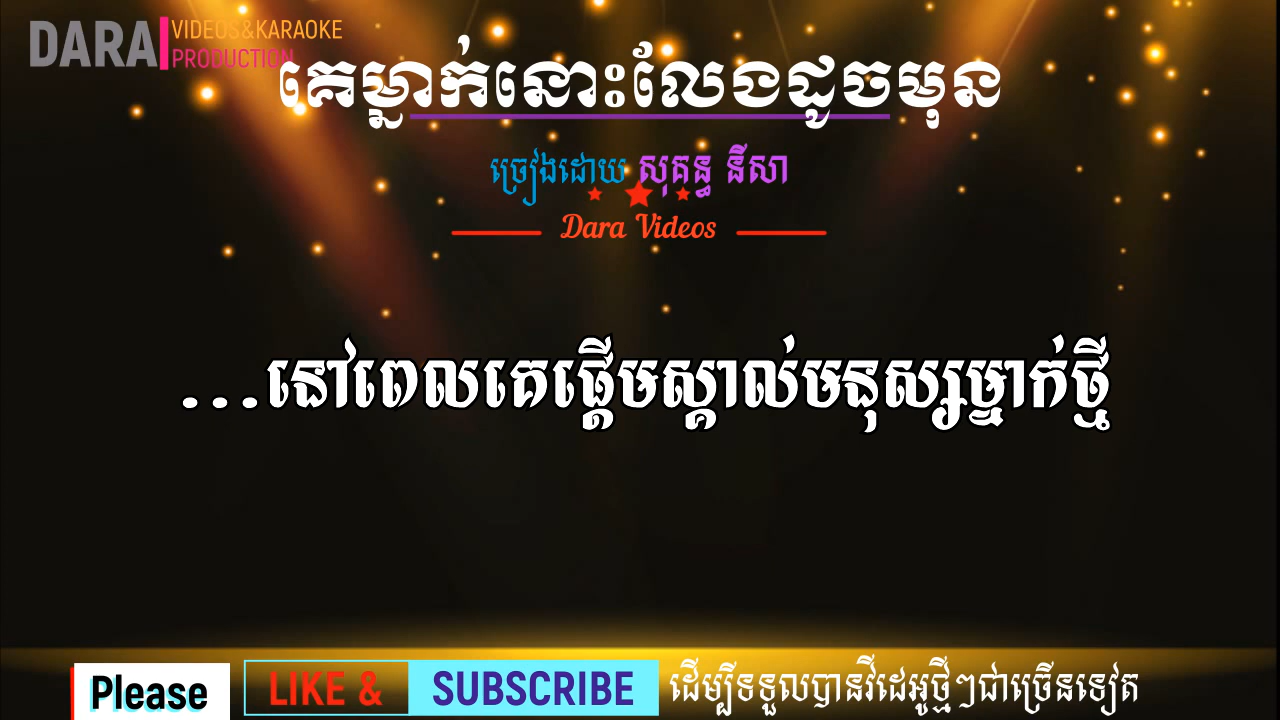 DARA VIDEOS&KARAOKE
PRODUCTION
គេម្នាក់នោះលែងដូចមុន
ច្រៀងដោយ សុគន្ធ នីសា
Dara Videos
...នៅពេលគេផ្តើមស្គាល់មនុស្សម្នាក់ថ្មី
Please LIKE & SUBSCRIBE ដើម្បីទទួលបានវីដេអូថ្មីៗជាច្រើនទៀត